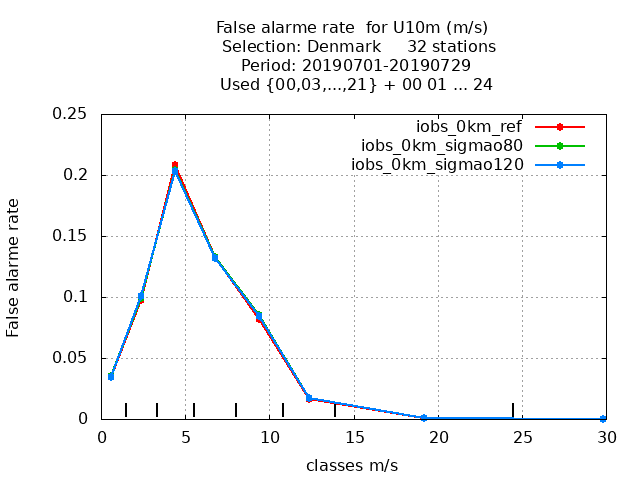 False alarme rate  for U10m (m/s)
Selection: Denmark     32 stations
Period: 20190701-20190729
Used {00,03,...,21} + 00 01 ... 24
iobs_0km_ref
iobs_0km_sigmao80
iobs_0km_sigmao120
False alarme rate
0.25
0.2
0.15
0.1
0.05
0
0 5 10 15 20 25 30
classes m/s